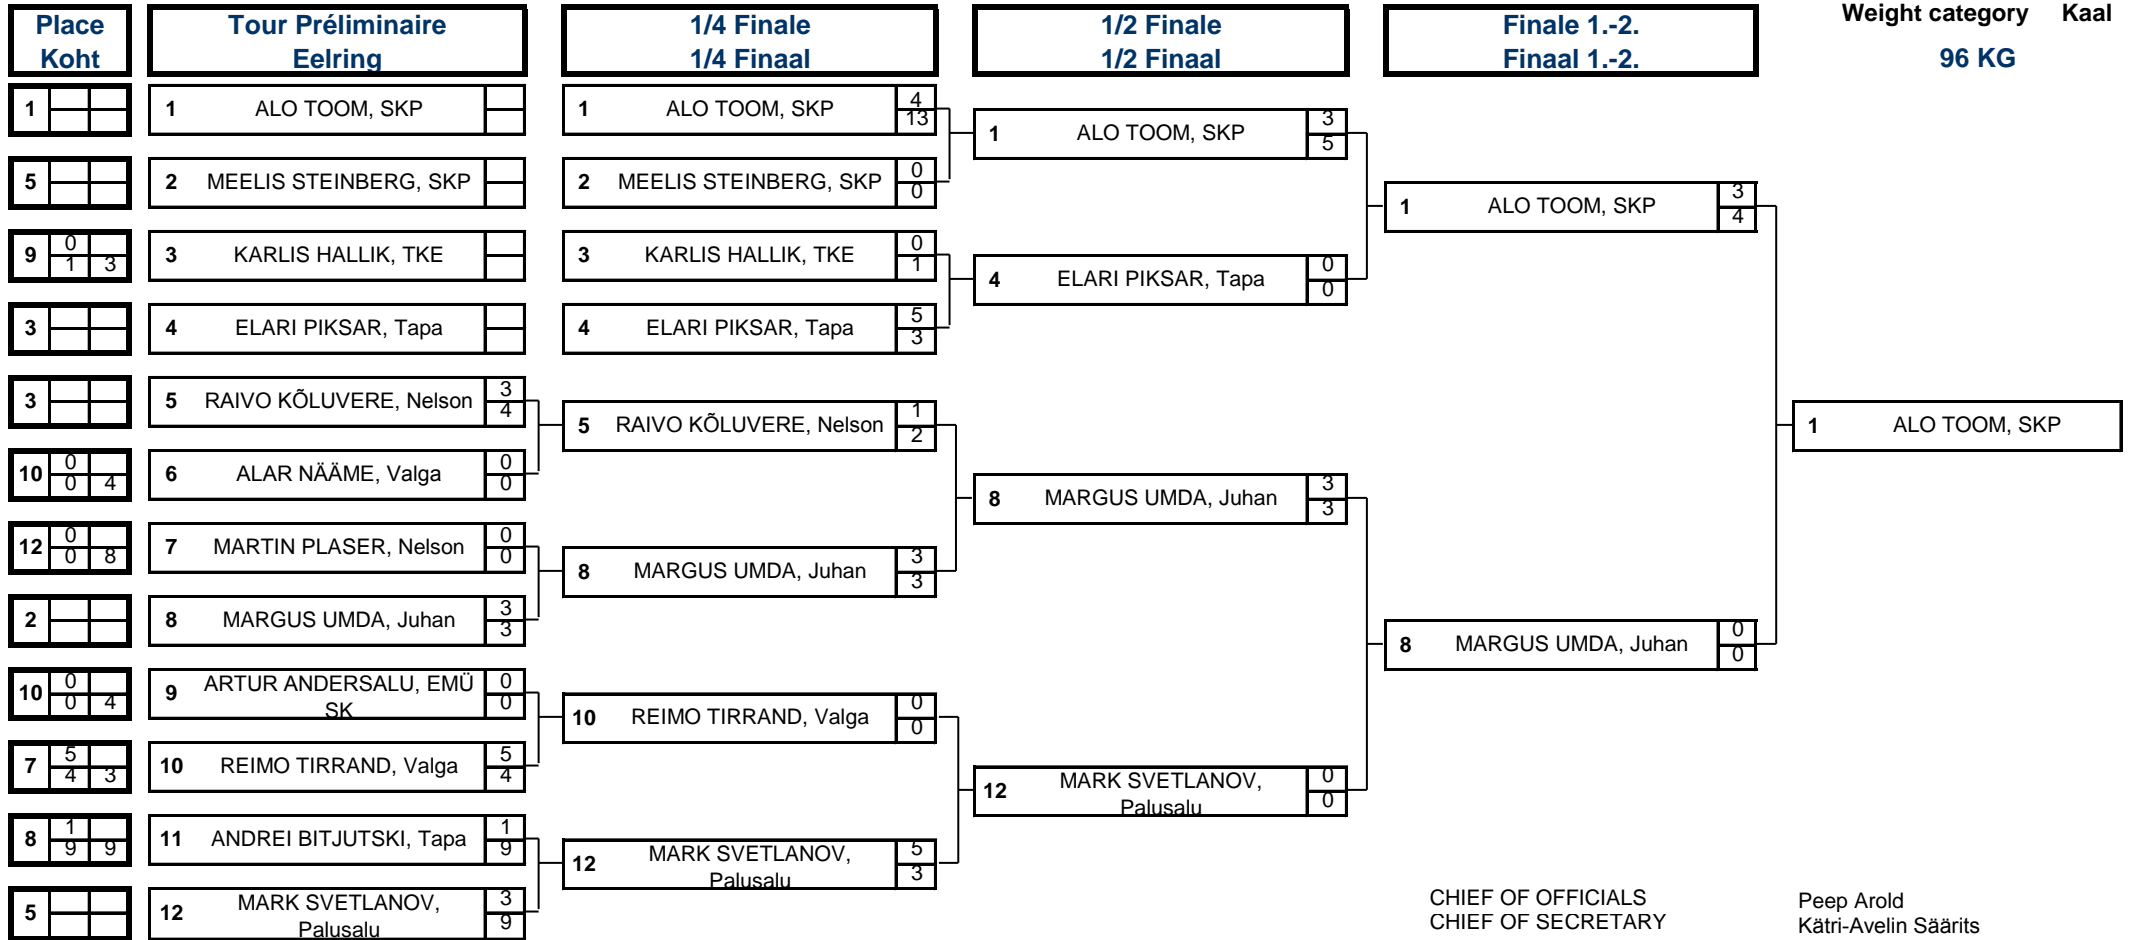 Place Tour Préliminaire 1/4 Finale 1/2 Finale Finale 1.-2. Weight category Kaal
Koht Eelring 1/4 Finaal 1/2 Finaal Finaal 1.-2. 96 KG
1 1 ALO TOOM, SKP 1 ALO TOOM, SKP 4
13
1 ALO TOOM, SKP 3
5
5 2 MEELIS STEINBERG, SKP 2 MEELIS STEINBERG, SKP 0
0
1 ALO TOOM, SKP 3
4
9 0 3 KARLIS HALLIK, TKE 3 KARLIS HALLIK, TKE 0
1 3 1
4 ELARI PIKSAR, Tapa 0
0
3 4 ELARI PIKSAR, Tapa 4 ELARI PIKSAR, Tapa 5
3
3 5 RAIVO KÕLUVERE, Nelson 3
4
5 RAIVO KÕLUVERE, Nelson 1
2
1 ALO TOOM, SKP
10 0 6 ALAR NÄÄME, Valga 0
0 4 0
8 MARGUS UMDA, Juhan 3
3
12 0 7 MARTIN PLASER, Nelson 0
0 8 0
8 MARGUS UMDA, Juhan 3
3
2 8 MARGUS UMDA, Juhan 3
3
8 MARGUS UMDA, Juhan 0
0
10 0 9 ARTUR ANDERSALU, EMÜ 0
0 4 SK 0
10 REIMO TIRRAND, Valga 0
0
7 5 10 REIMO TIRRAND, Valga 5
4 3 4
12 MARK SVETLANOV, 0
Palusalu 0
8 1 11 ANDREI BITJUTSKI, Tapa 1
9 9 9
12 MARK SVETLANOV, 5
Palusalu 3
5 12 MARK SVETLANOV, 3
Palusalu 9
CHIEF OF OFFICIALS Peep Arold
CHIEF OF SECRETARY Kätri-Avelin Säärits